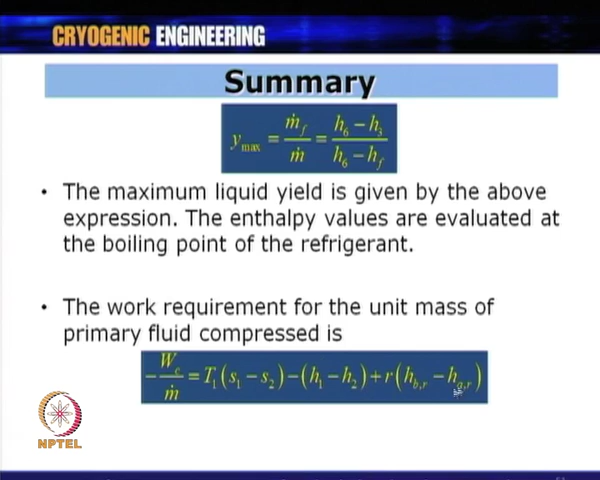 CRYOGENIC ENGINEERING
Summary
y_max = ṁ_f / ṁ = (h_6 − h_3) / (h_6 − h_f)
• The maximum liquid yield is given by the above
expression. The enthalpy values are evaluated at
the boiling point of the refrigerant.
• The work requirement for the unit mass of
primary fluid compressed is
− W_c / ṁ = T_1 (s_1 − s_2) − (h_1 − h_2) + r (h_b,r − h_a,r)
NPTEL